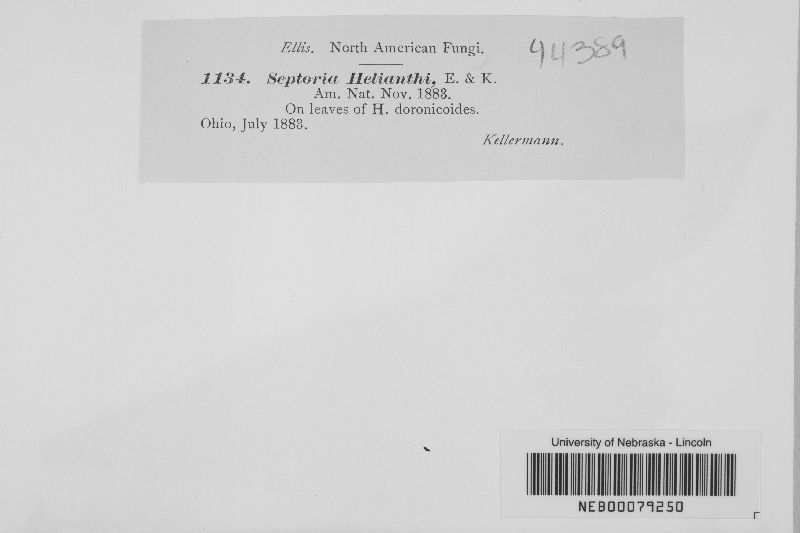 Ellis. North American Fungi.
94389
1134. Septoria Helianthi, E. & K.
Am. Nat. Nov. 1883.
On leaves of H. doronicoides.
Ohio, July 1883.
Kellermann.
University of Nebraska - Lincoln
NEB00079250